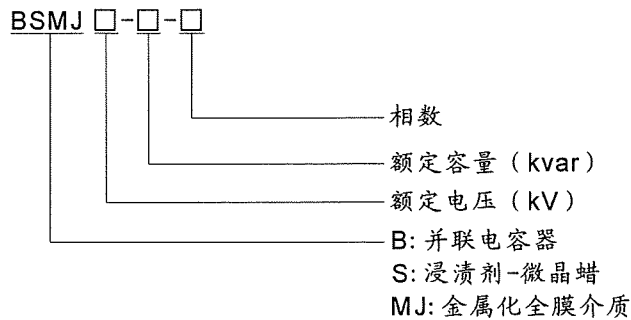 BSMJ □-□-□
相数
额定容量（kvar）
额定电压（kV）
B: 并联电容器
S: 浸渍剂-微晶蜡
MJ: 金属化全膜介质